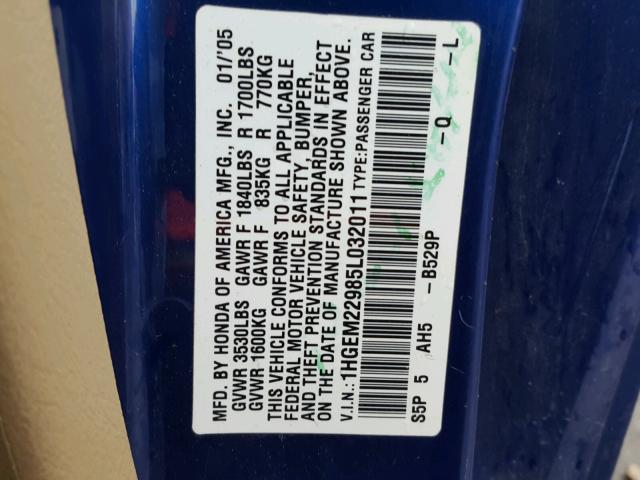 MFD. BY HONDA OF AMERICA MFG., INC. 01/'05
GVWR 3530LBS GAWR F 1840LBS R 1700LBS
GVWR 1600KG GAWR F 835KG R 770KG
THIS VEHICLE CONFORMS TO ALL APPLICABLE
FEDERAL MOTOR VEHICLE SAFETY, BUMPER,
AND THEFT PREVENTION STANDARDS IN EFFECT
ON THE DATE OF MANUFACTURE SHOWN ABOVE.
V.I.N.: 1HGEM22985L032011 TYPE: PASSENGER CAR
S5P 5 AH5 -B529P -Q -L